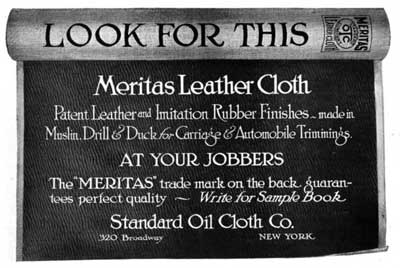 LOOK FOR THIS
MERITAS
Meritas Leather Cloth
Patent Leather and Imitation Rubber Finishes ~ made in
Muslin, Drill & Duck for Carriage & Automobile Trimmings.
AT YOUR JOBBERS
The "MERITAS" trade mark on the back guaran-
tees perfect quality ~ Write for Sample Book
Standard Oil Cloth Co.
320 Broadway NEW YORK.